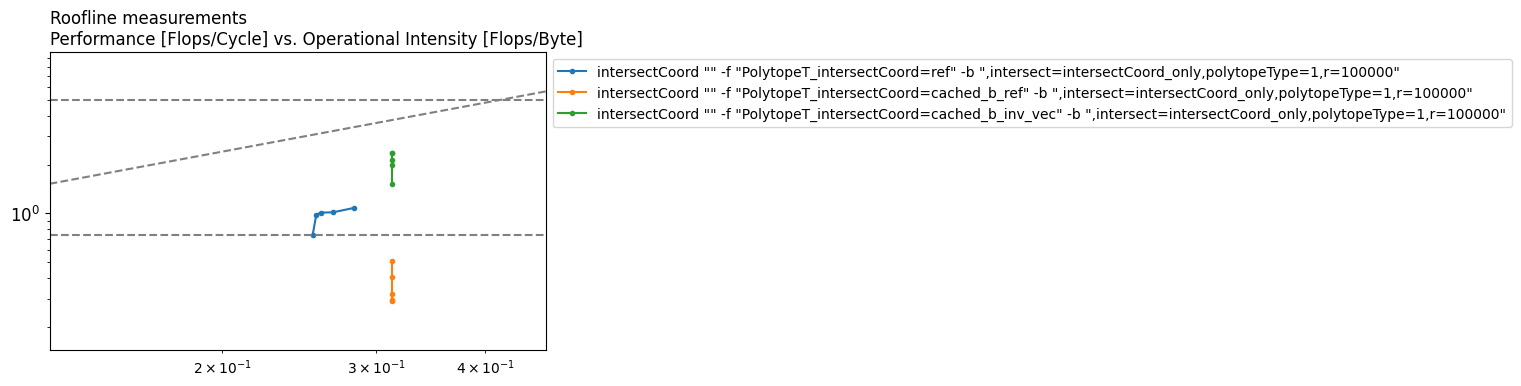 Roofline measurements
Performance [Flops/Cycle] vs. Operational Intensity [Flops/Byte]
intersectCoord "" -f "PolytopeT_intersectCoord=ref" -b ",intersect=intersectCoord_only,polytopeType=1,r=100000"
intersectCoord "" -f "PolytopeT_intersectCoord=cached_b_ref" -b ",intersect=intersectCoord_only,polytopeType=1,r=100000"
intersectCoord "" -f "PolytopeT_intersectCoord=cached_b_inv_vec" -b ",intersect=intersectCoord_only,polytopeType=1,r=100000"
10⁰
2 × 10⁻¹ 3 × 10⁻¹ 4 × 10⁻¹